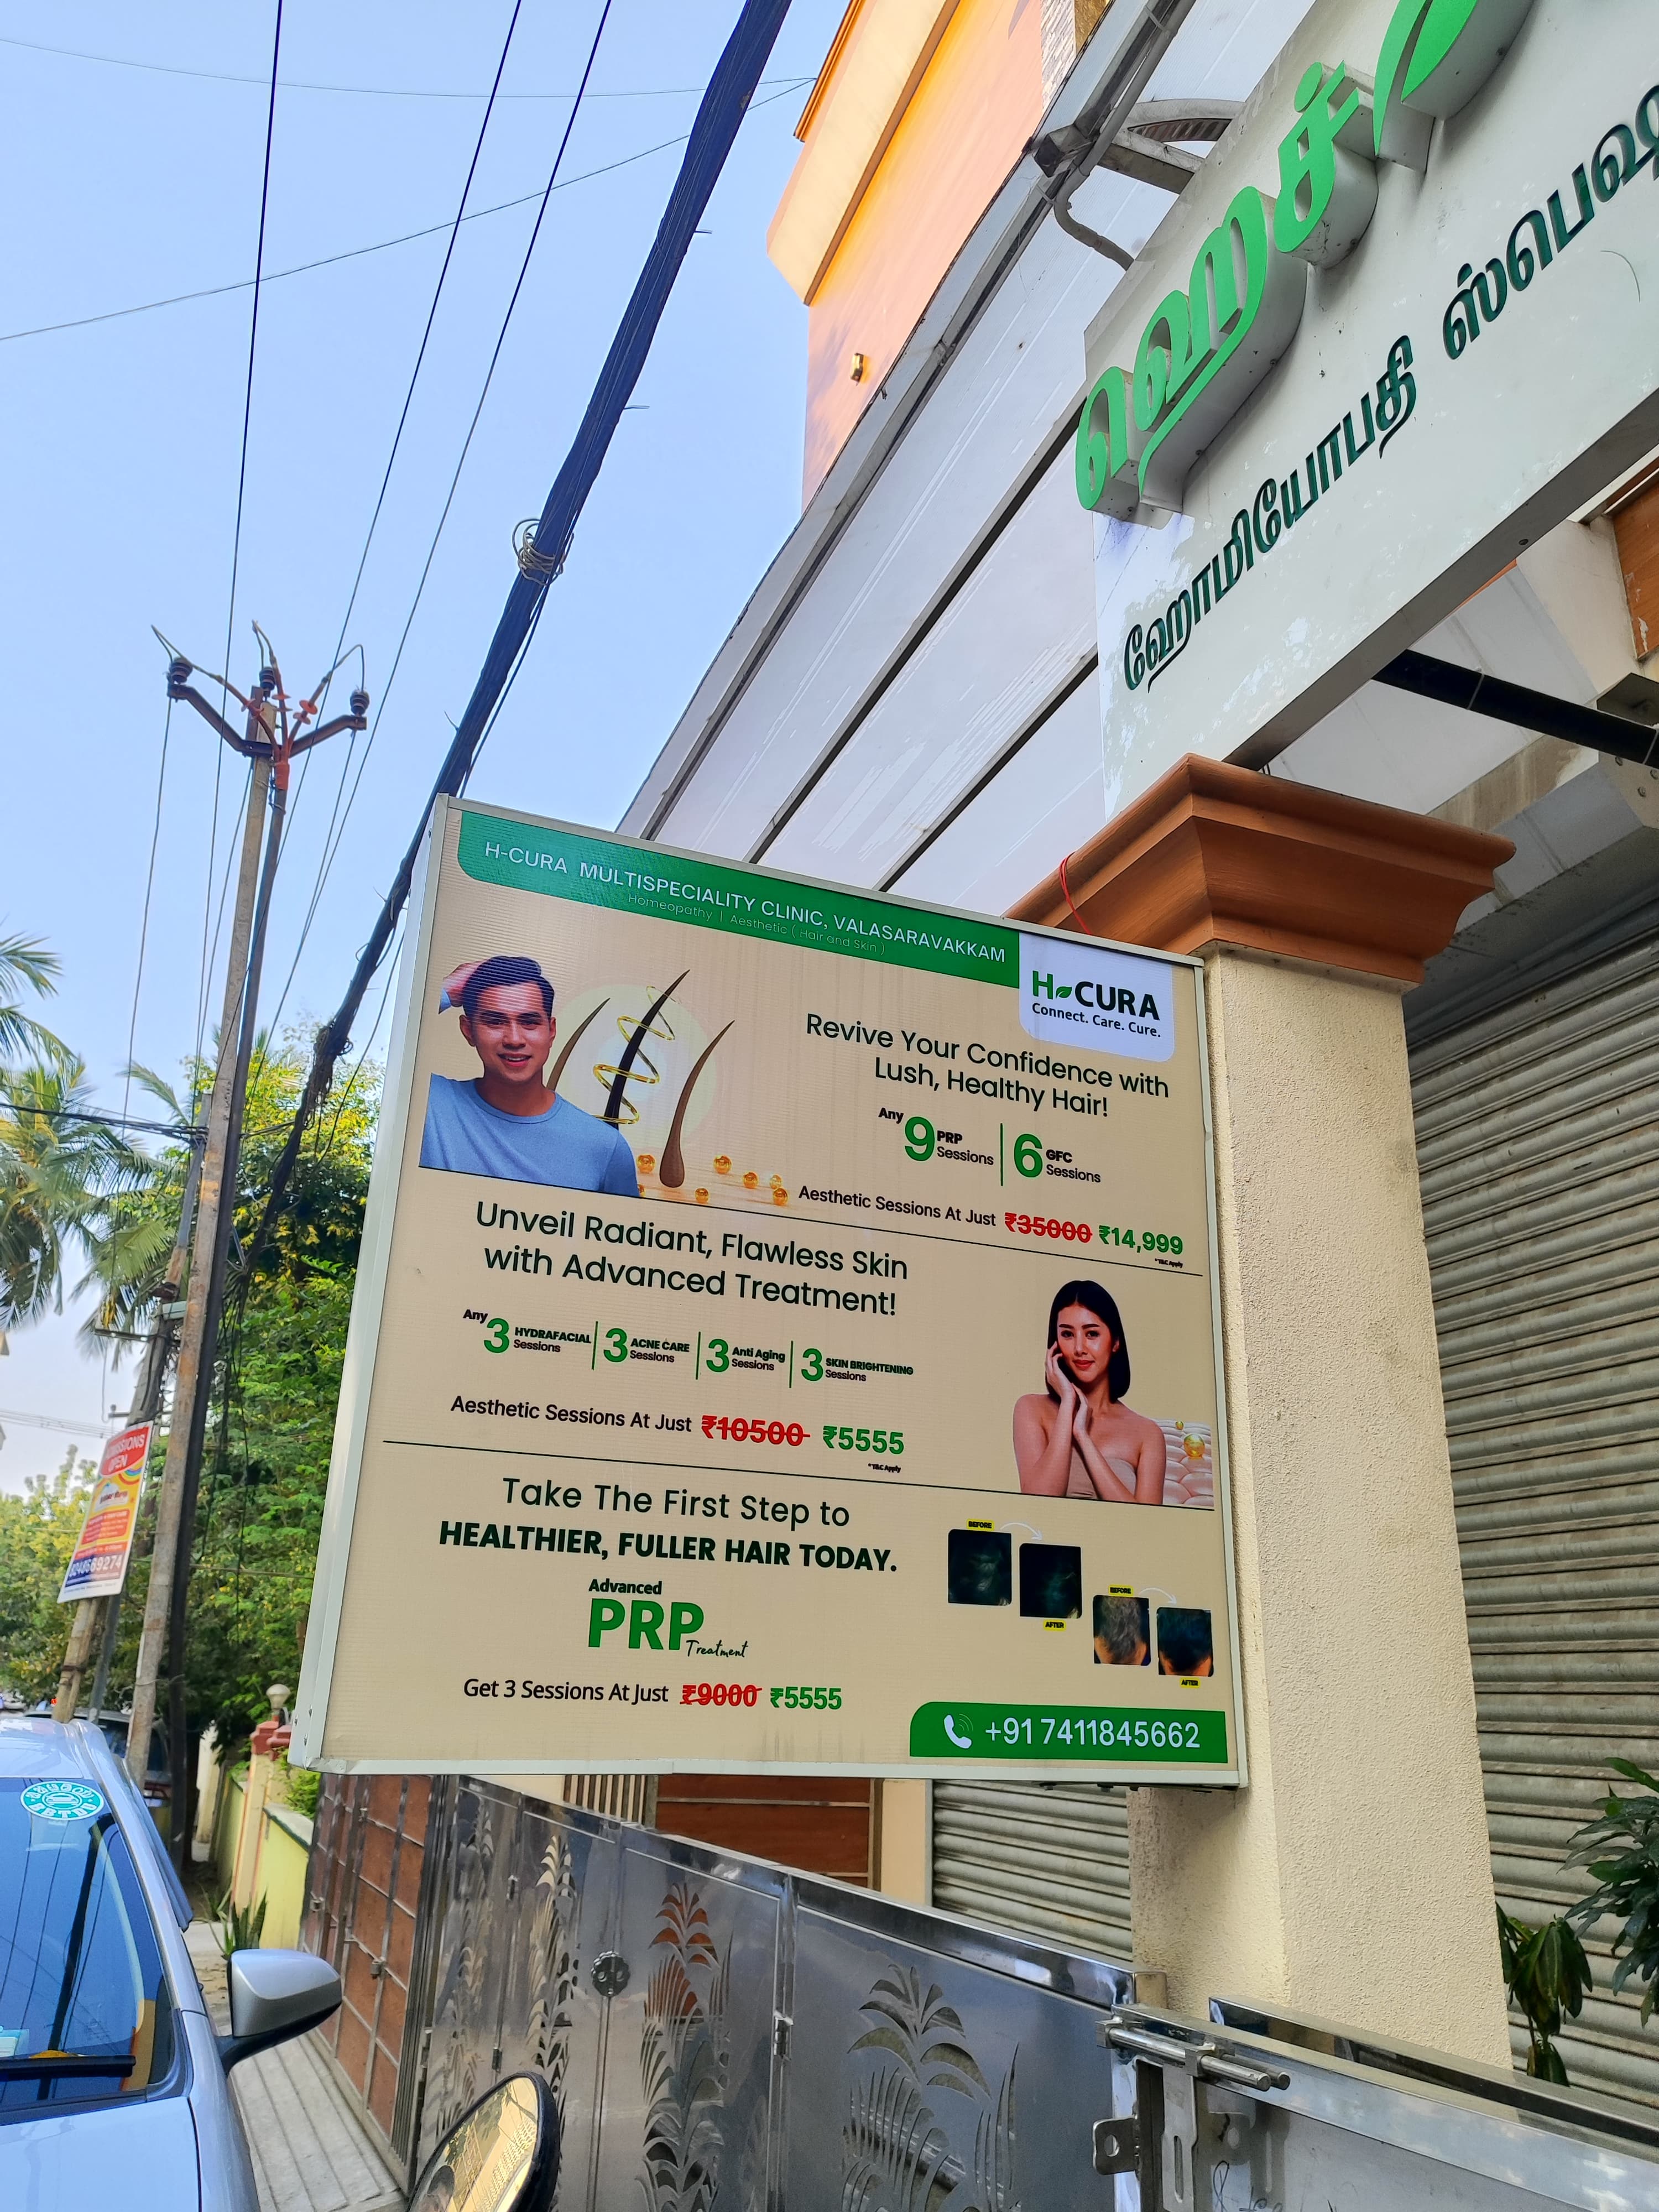 ஹோமியோபதி
H-CURA MULTISPECIALITY CLINIC, VALASARAVAKKAM
Homeopathy | Aesthetic ( Hair and Skin )
H CURA
Connect. Care. Cure.
Revive Your Confidence with
Lush, Healthy Hair!
Any 9 PRP Sessions | 6 GFC Sessions
Aesthetic Sessions At Just ₹35000 ₹14,999
*T&C Apply
Unveil Radiant, Flawless Skin
with Advanced Treatment!
Any 3 HYDRAFACIAL Sessions | 3 ACNE CARE Sessions | 3 Anti Aging Sessions | 3 SKIN BRIGHTENING Sessions
Aesthetic Sessions At Just ₹10500 ₹5555
*T&C Apply
Take The First Step to
HEALTHIER, FULLER HAIR TODAY.
Advanced
PRP Treatment
Get 3 Sessions At Just ₹9000 ₹5555
BEFORE
AFTER
BEFORE
AFTER
+91 7411845662
OPEN